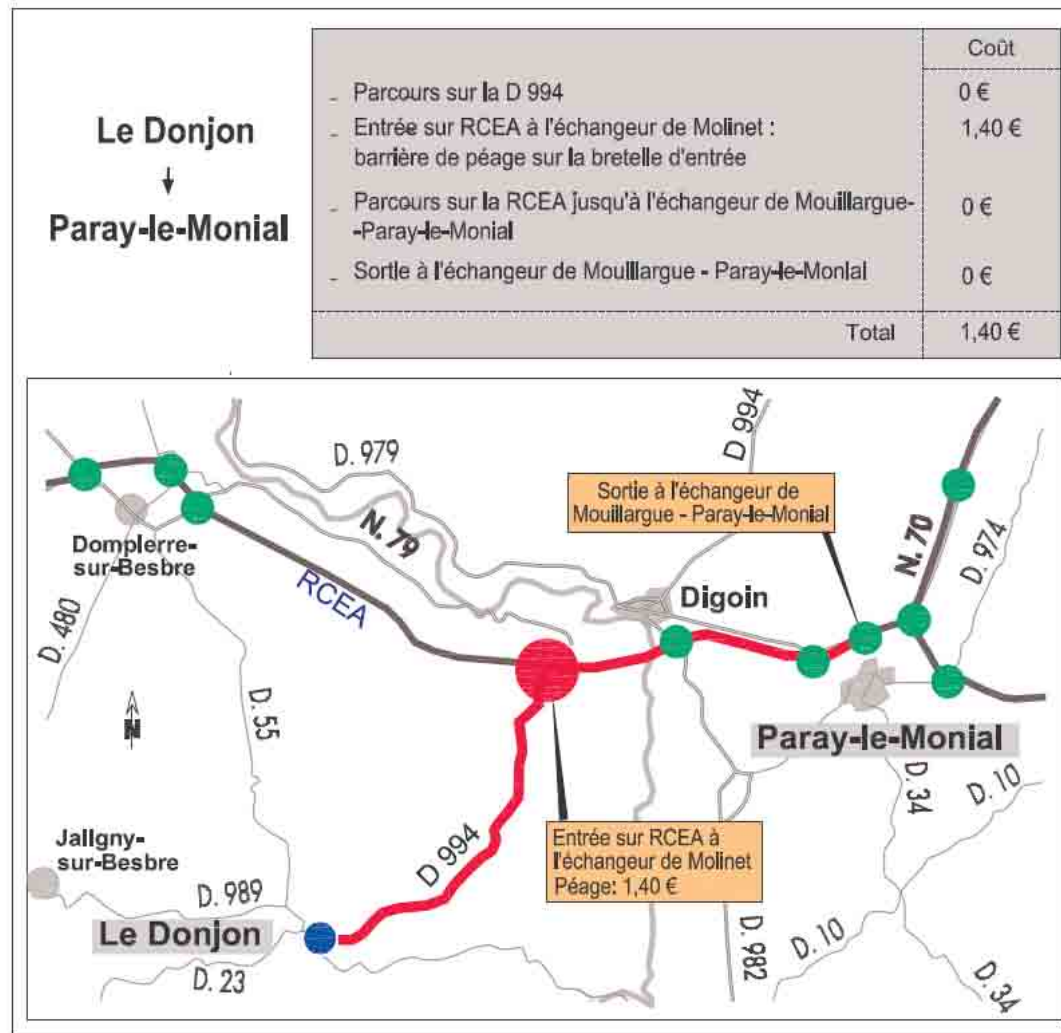 Le Donjon
Paray-le-Monial
Coût
- Parcours sur la D 994 0 €
- Entrée sur RCEA à l'échangeur de Molinet : 1,40 €
barrière de péage sur la bretelle d'entrée
- Parcours sur la RCEA jusqu'à l'échangeur de Mouillargue- 0 €
-Paray-le-Monial
- Sortie à l'échangeur de Mouillargue - Paray-le-Monial 0 €
Total 1,40 €
D. 979
D 994
Sortie à l'échangeur de
Mouillargue - Paray-le-Monial
N. 70
D. 974
N. 79
Dompierre-
sur-Besbre
RCEA
Digoin
D. 480
N
D. 55
Paray-le-Monial
D. 34
D. 10
Jaligny-
sur-Besbre
D 994
Entrée sur RCEA à
l'échangeur de Molinet
Péage: 1,40 €
D. 989
Le Donjon
D. 23
D. 982
D. 10
D. 34